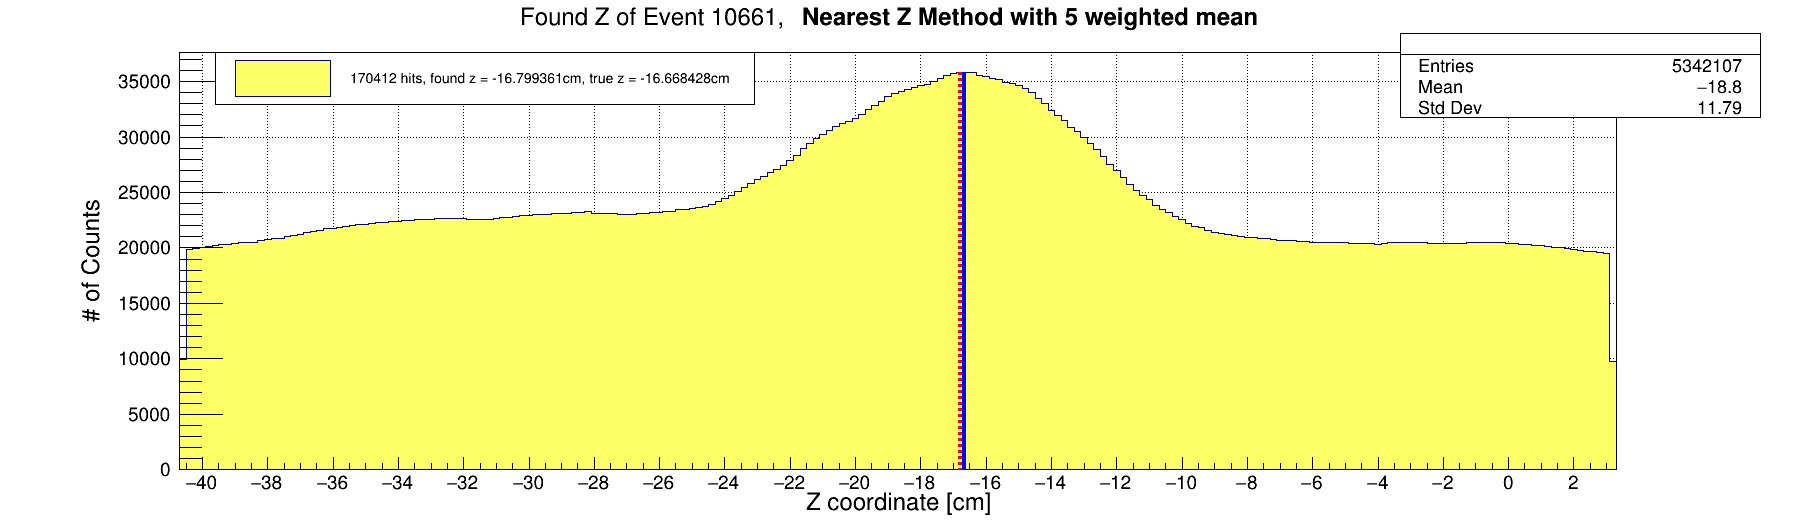 Found Z of Event 10661, Nearest Z Method with 5 weighted mean
170412 hits, found z = -16.799361cm, true z = -16.668428cm
Entries 5342107
Mean −18.8
Std Dev 11.79
# of Counts
35000
30000
25000
20000
15000
10000
5000
0
−40 −38 −36 −34 −32 −30 −28 −26 −24 −22 −20 −18 −16 −14 −12 −10 −8 −6 −4 −2 0 2
Z coordinate [cm]